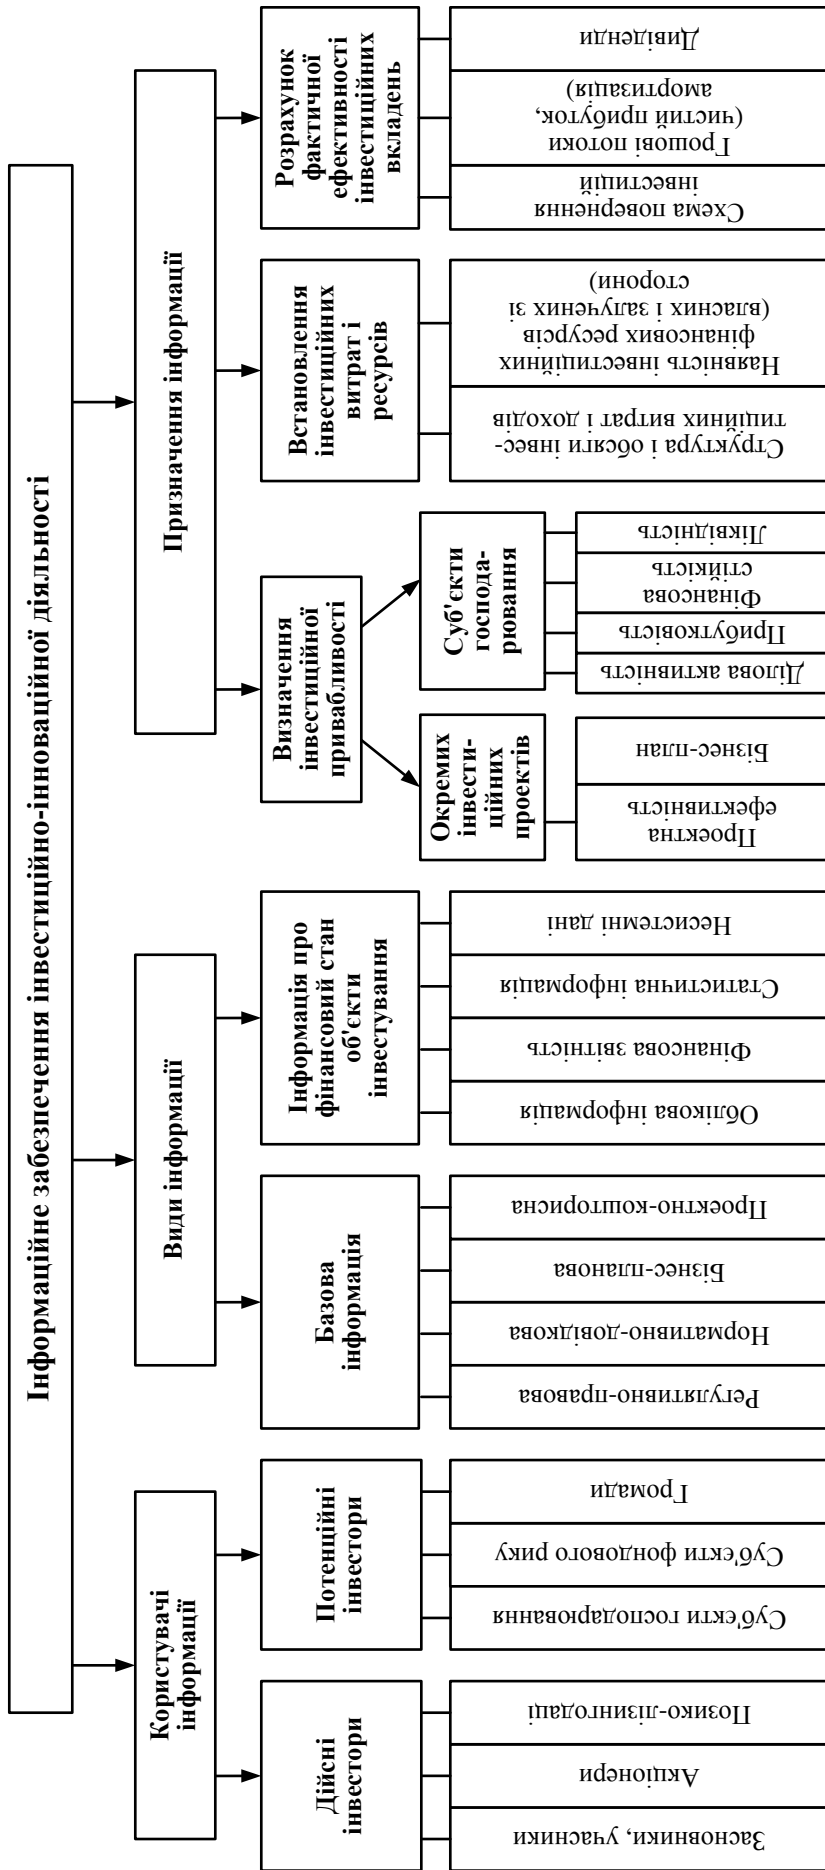 Інформаційне забезпечення інвестиційно-інноваційної діяльності
Користувачі
інформації
Види інформації
Призначення інформації
Дійсні
інвестори
Потенційні
інвестори
Базова
інформація
Інформація про
фінансовий стан
об'єкти
інвестування
Визначення
інвестиційної
привабливості
Встановлення
інвестиційних
витрат і
ресурсів
Розрахунок
фактичної
ефективності
інвестиційних
вкладень
Окремих
інвести-
ційних
проектів
Суб'єкти
господа-
рювання
Засновники, учасники
Акціонери
Позико-лізингодаці
Суб'єкти господарювання
Суб'єкти фондового рику
Громади
Регулятивно-правова
Нормативно-довідкова
Бізнес-планова
Проектно-кошторисна
Облікова інформація
Фінансова звітність
Статистична інформація
Несистемні дані
Проектна
ефективність
Бізнес-план
Ділова активність
Прибутковість
Фінансова
стійкість
Ліквідність
Структура і обсяги інвес-
тиційних витрат і доходів
Наявність інвестиційних
фінансових ресурсів
(власних і залучених зі
сторони)
Схема повернення
інвестицій
Грошові потоки
(чистий прибуток,
амортизація)
Дивіденди